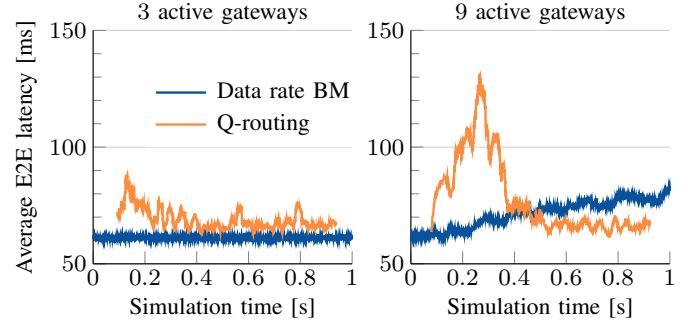 3 active gateways
9 active gateways
Average E2E latency [ms]
150
100
50
Data rate BM
Q-routing
0 0.2 0.4 0.6 0.8 1
Simulation time [s]
150
100
50
0 0.2 0.4 0.6 0.8 1
Simulation time [s]